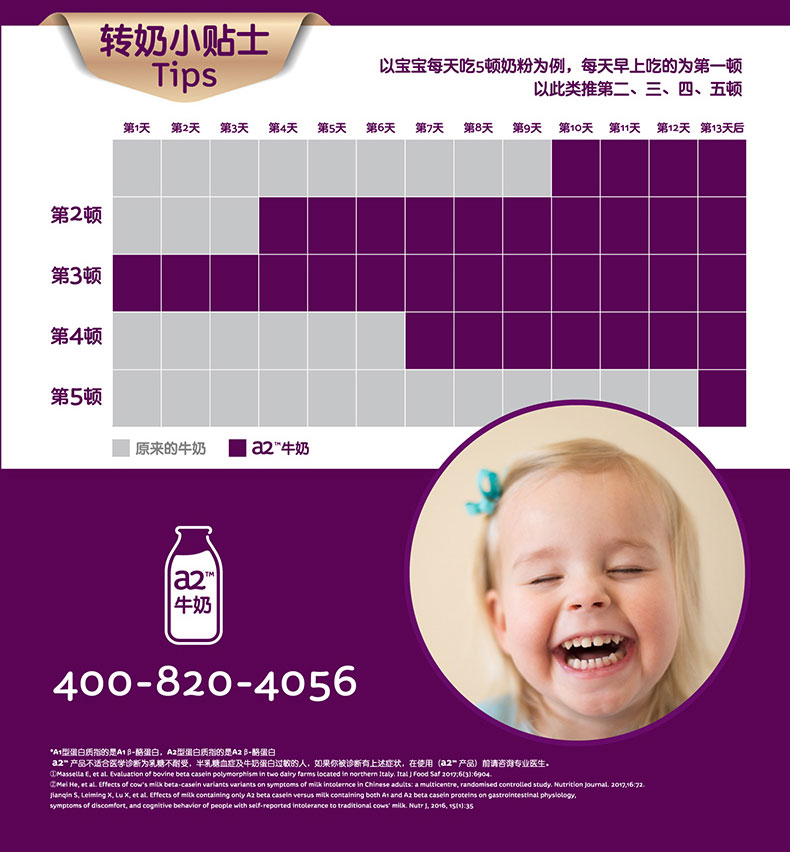 转奶小贴士
Tips
以宝宝每天吃5顿奶粉为例，每天早上吃的为第一顿
以此类推第二、三、四、五顿
第1天 第2天 第3天 第4天 第5天 第6天 第7天 第8天 第9天 第10天 第11天 第12天 第13天后
第2顿
第3顿
第4顿
第5顿
原来的牛奶 a2™牛奶
a2™
牛奶
400-820-4056
*A1型蛋白质指的是A1 β-酪蛋白，A2型蛋白质指的是A2 β-酪蛋白
a2™ 产品不适合医学诊断为乳糖不耐受，半乳糖血症及牛奶蛋白过敏的人，如果你被诊断有上述症状，在使用（a2™ 产品）前请咨询专业医生。
①Massella E, et al. Evaluation of bovine beta casein polymorphism in two dairy farms located in northern Italy. Ital J Food Saf 2017;6(3):6904.
②Mei He, et al. Effects of cow's milk beta-casein variants variants on symptoms of milk intolernce in Chinese adults: a multicentre, randomised controlled study. Nutrition Journal. 2017,16:72.
Jianqin S, Leiming X, Lu X, et al. Effects of milk containing only A2 beta casein versus milk containing both A1 and A2 beta casein proteins on gastrointestinal physiology,
symptoms of discomfort, and cognitive behavior of people with self-reported intolerance to traditional cows' milk. Nutr J, 2016, 15(1):35